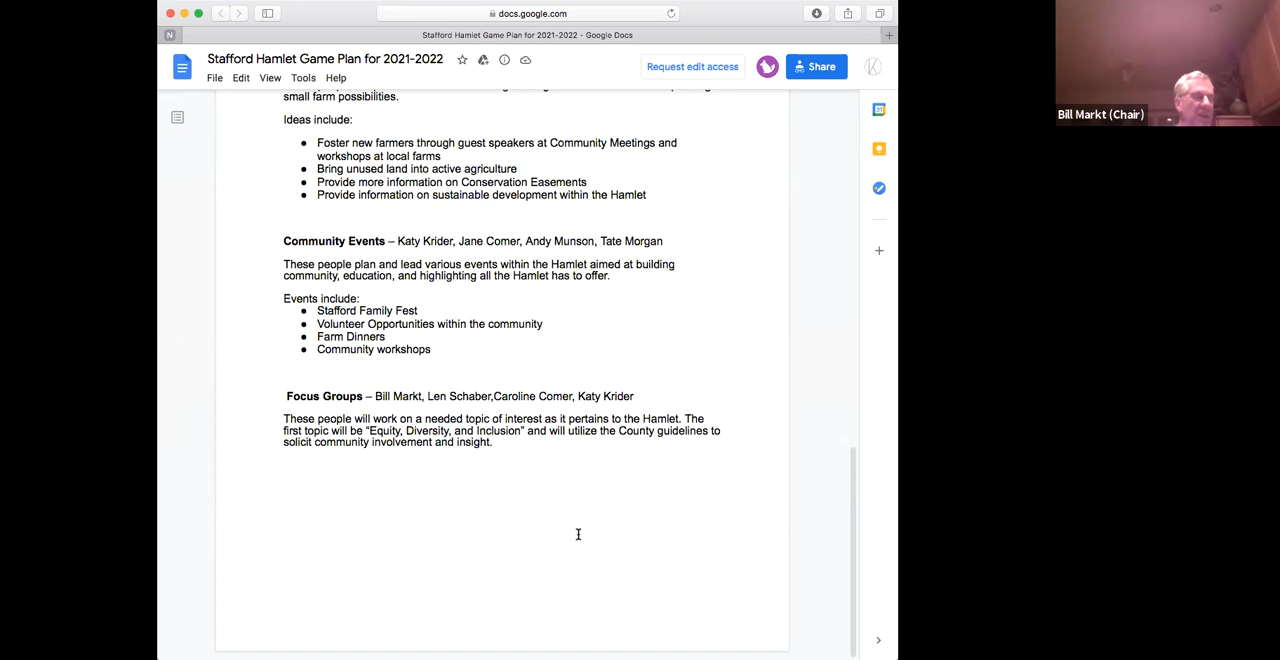 docs.google.com
N
Stafford Hamlet Game Plan for 2021-2022 - Google Docs
Stafford Hamlet Game Plan for 2021-2022
File Edit View Tools Help
Request edit access
Share
Bill Markt (Chair)
small farm possibilities.
Ideas include:
● Foster new farmers through guest speakers at Community Meetings and
workshops at local farms
● Bring unused land into active agriculture
● Provide more information on Conservation Easements
● Provide information on sustainable development within the Hamlet
Community Events – Katy Krider, Jane Comer, Andy Munson, Tate Morgan
These people plan and lead various events within the Hamlet aimed at building
community, education, and highlighting all the Hamlet has to offer.
Events include:
● Stafford Family Fest
● Volunteer Opportunities within the community
● Farm Dinners
● Community workshops
Focus Groups – Bill Markt, Len Schaber,Caroline Comer, Katy Krider
These people will work on a needed topic of interest as it pertains to the Hamlet. The
first topic will be “Equity, Diversity, and Inclusion” and will utilize the County guidelines to
solicit community involvement and insight.